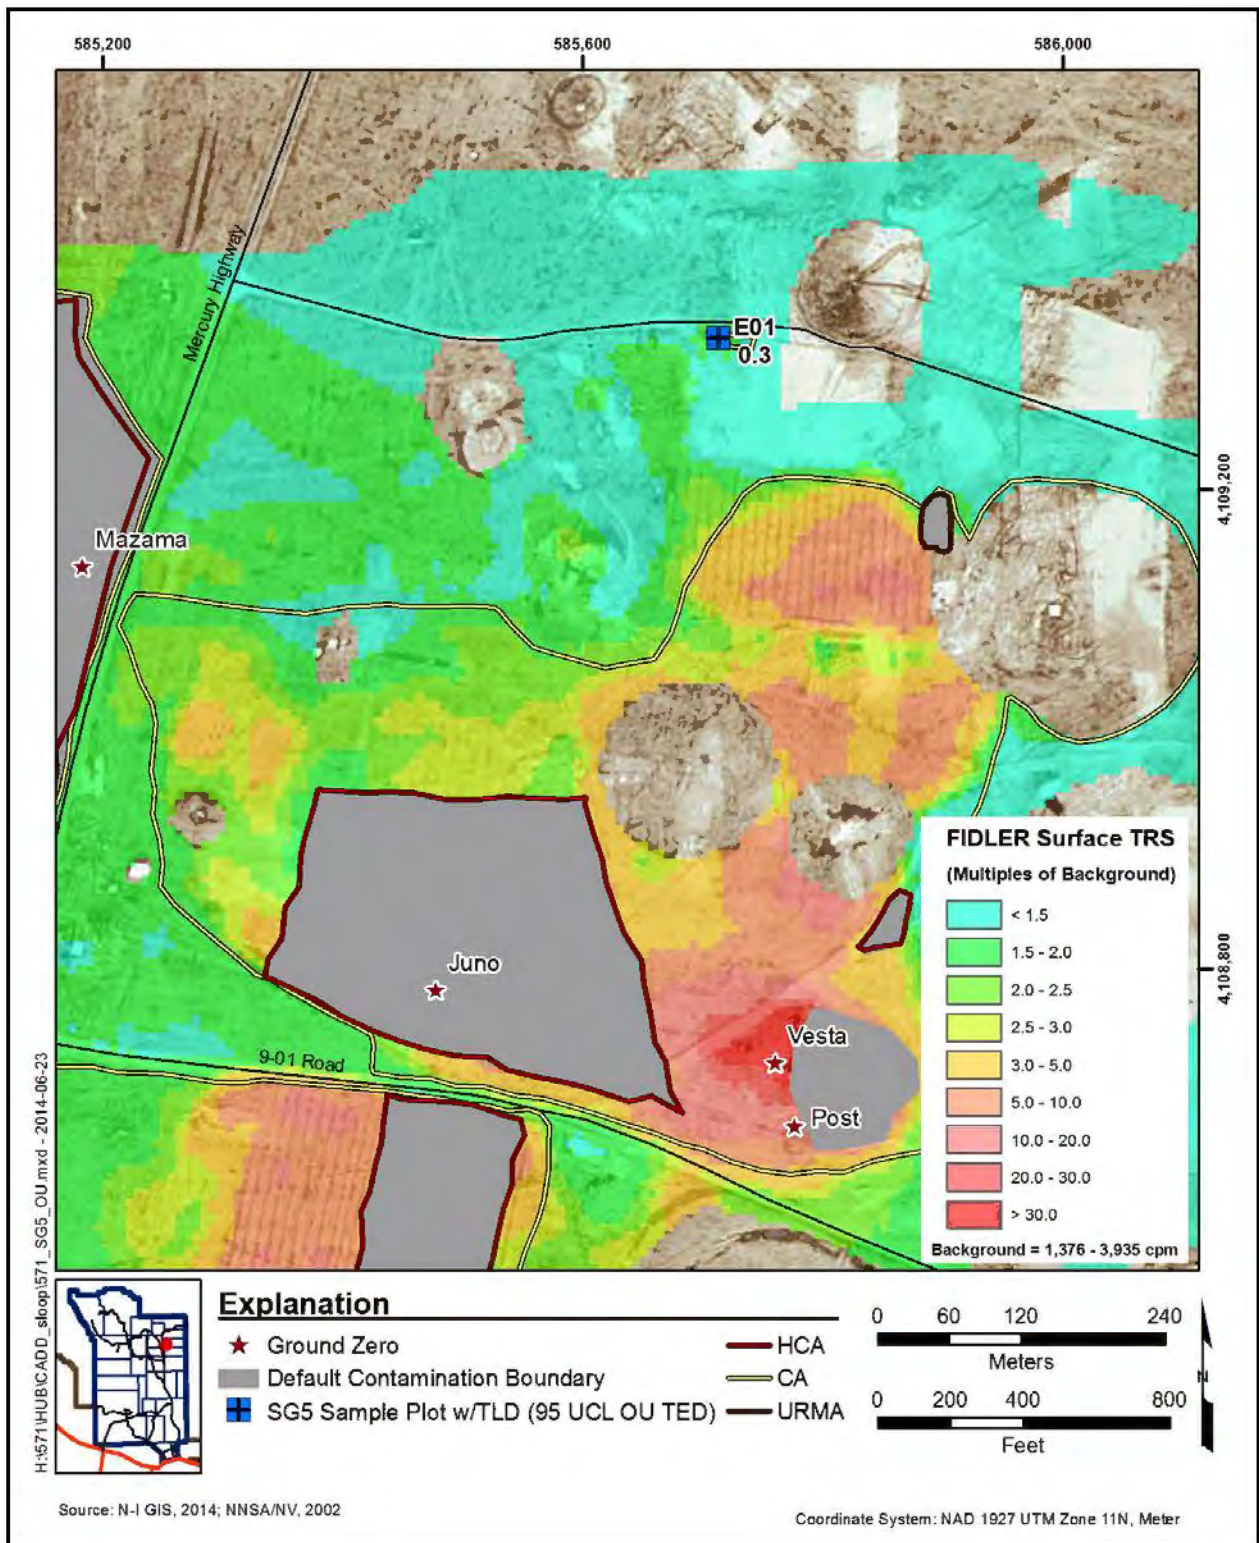 585,200 585,600 586,000
Mercury Highway
E01
0.3
4,109,200
Mazama
FIDLER Surface TRS
(Multiples of Background)
< 1.5
1.5 - 2.0
2.0 - 2.5
2.5 - 3.0
3.0 - 5.0
5.0 - 10.0
10.0 - 20.0
20.0 - 30.0
> 30.0
Background = 1,376 - 3,935 cpm
4,108,800
Juno
Vesta
9-01 Road
Post
H:\571\HUB\CADD_sloop\571_SG5_OU.mxd - 2014-06-23
Explanation
Ground Zero
Default Contamination Boundary
SG5 Sample Plot w/TLD (95 UCL OU TED)
HCA
CA
URMA
0 60 120 240
Meters
0 200 400 800
Feet
N
Source: N-I GIS, 2014; NNSA/NV, 2002
Coordinate System: NAD 1927 UTM Zone 11N, Meter